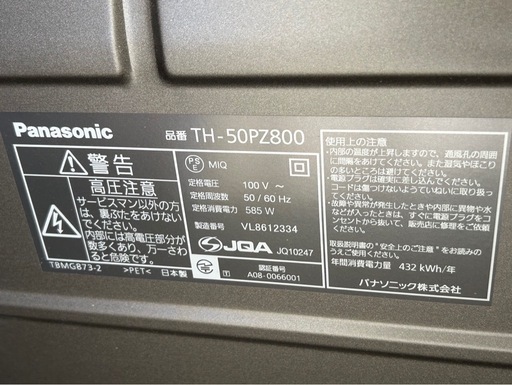 Panasonic
品番 TH-50PZ800
警告
高圧注意
サービスマン以外の方
は、裏ぶたをあけない
でください。
内部には高電圧部分が
数多くあり、万一さわ
ると危険です。
TBMG873-2 >PET< 日本製
PS
E
MIQ
定格電圧: 100 V ~
定格周波数: 50 / 60 Hz
定格消費電力: 585 W
製造番号 VL8612334
JQA JQ10247
認証番号
A08-0066001
使用上の注意
・内部の温度が上昇しますので、通風孔の周囲
に間隔をあけてください。また湿気やほこり
の多いところは避けてください。
・電源プラグは確実に差し込んでください。
コードは傷つけないようていねいに取り扱っ
てください。
・故障や異常が発生したときや内部に異物や水
などが入ったときは、すぐに電源プラグをコンセ
ントからぬいて、お買い上げの販売店にご相談
ください。
取扱説明書の"安全上のご注意"をお読みのう
えご使用ください。
年間消費電力量 432 kWh/年
パナソニック株式会社